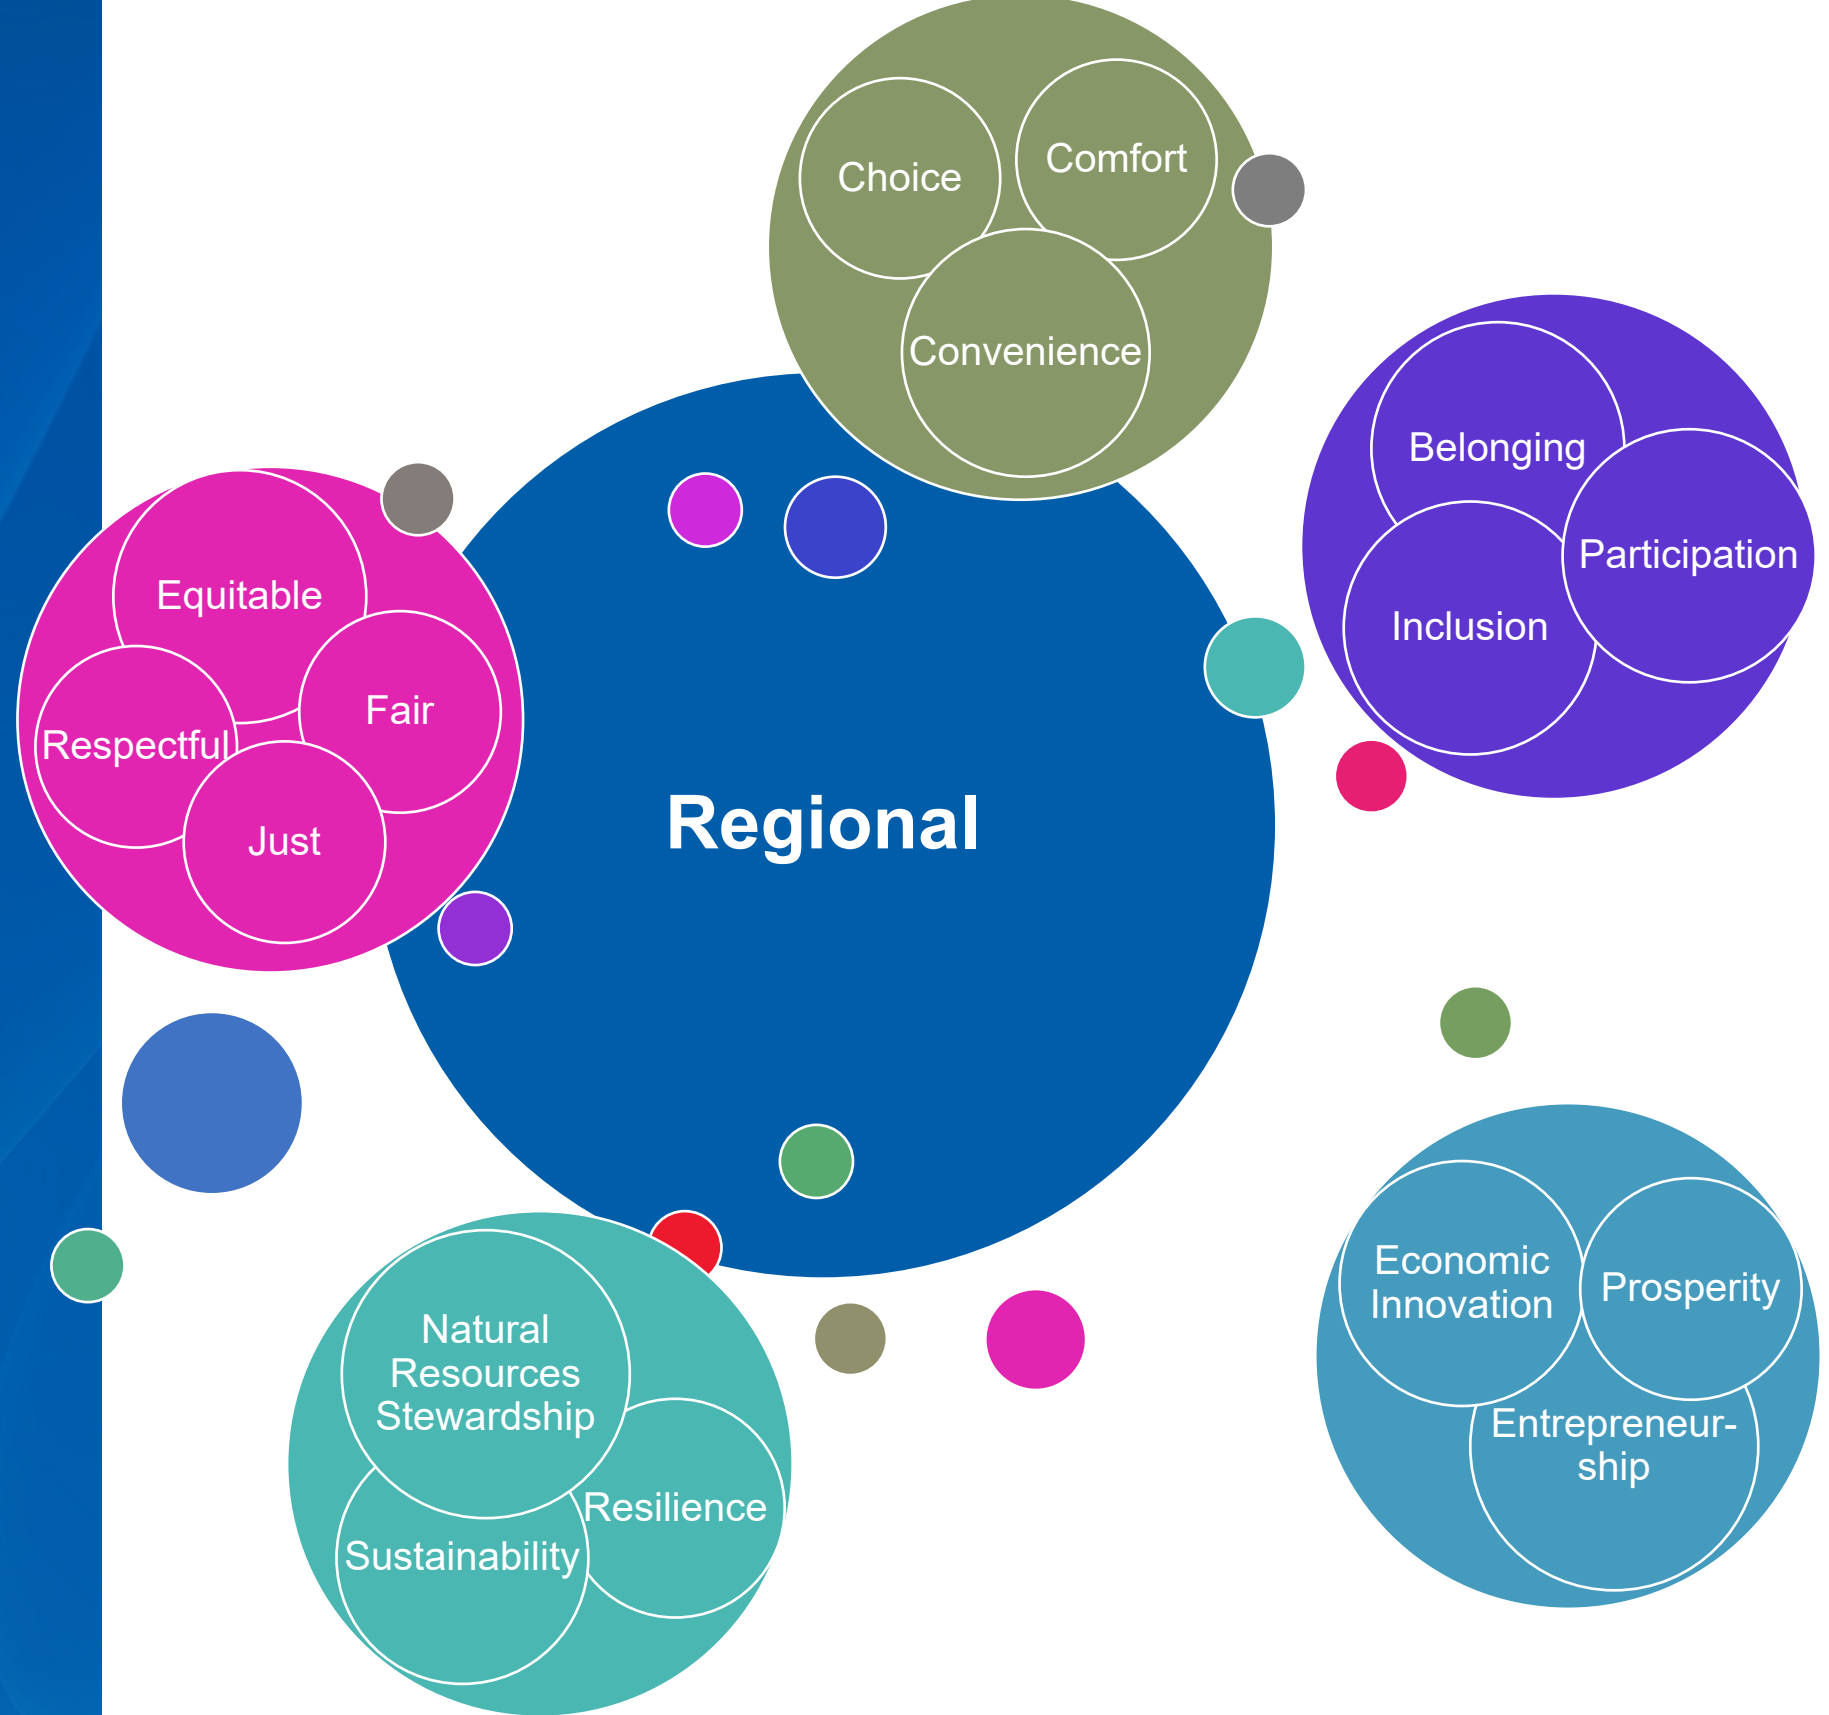 Choice
Comfort
Convenience
Belonging
Participation
Inclusion
Equitable
Fair
Respectful
Just
Regional
Economic
Innovation
Prosperity
Entrepreneur-
ship
Natural
Resources
Stewardship
Resilience
Sustainability